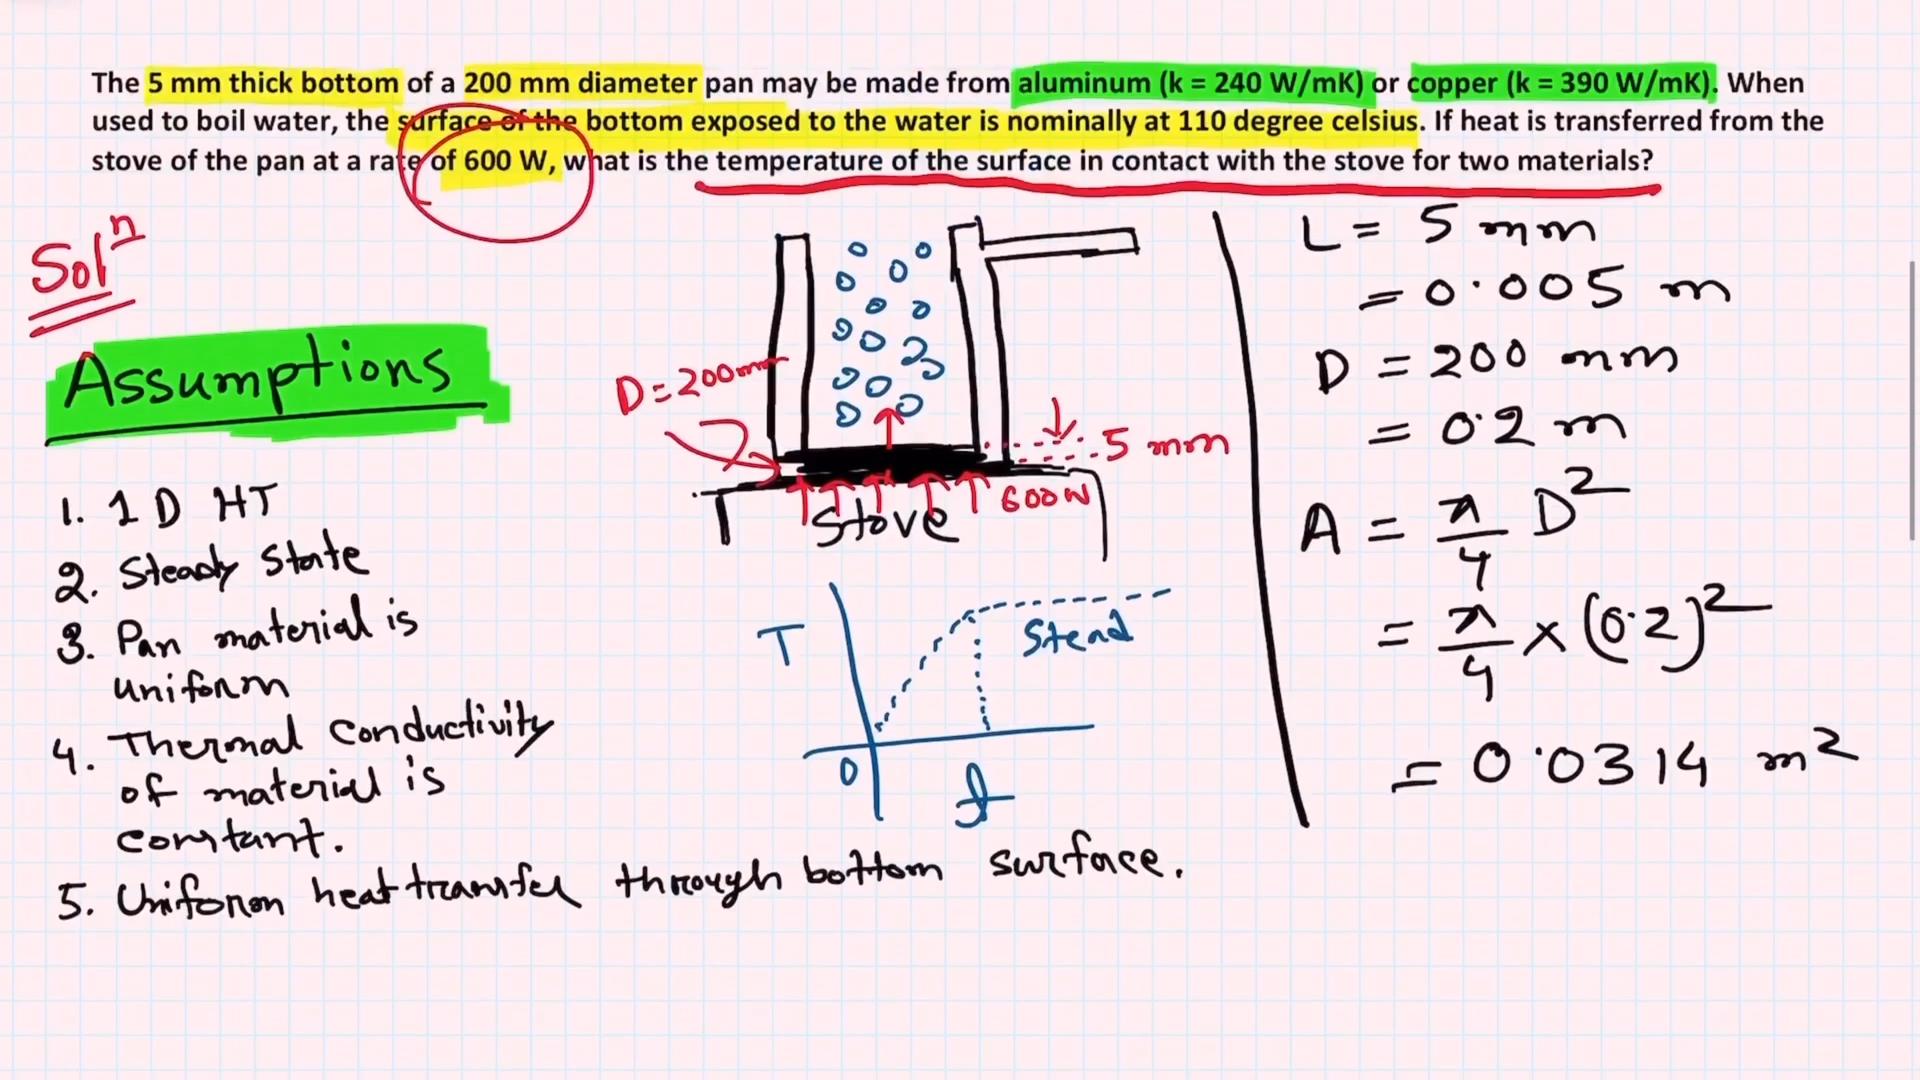 The 5 mm thick bottom of a 200 mm diameter pan may be made from aluminum (k = 240 W/mK) or copper (k = 390 W/mK). When
used to boil water, the surface of the bottom exposed to the water is nominally at 110 degree celsius. If heat is transferred from the
stove of the pan at a rate of 600 W, what is the temperature of the surface in contact with the stove for two materials?
Solⁿ
Assumptions
1. 1D HT
2. Steady State
3. Pan material is
uniform
4. Thermal Conductivity
of material is
constant.
5. Uniform heat transfer through bottom surface.
D = 200mm
5 mm
600W
Stove
T
Stead
0
t
L = 5 mm
= 0.005 m
D = 200 mm
= 0.2 m
A = π/4 D²
= π/4 × (0.2)²
= 0.0314 m²